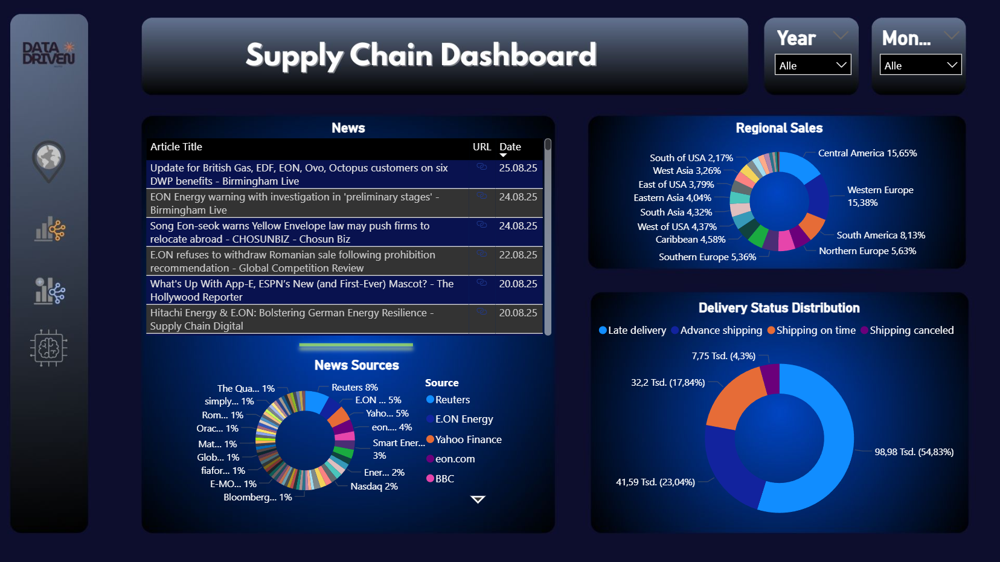 DATA
DRIVEN
Supply Chain Dashboard
Year
Alle
Mon...
Alle
News
Article Title URL Date
Update for British Gas, EDF, EON, Ovo, Octopus customers on six 25.08.25
DWP benefits - Birmingham Live
EON Energy warning with investigation in 'preliminary stages' - 24.08.25
Birmingham Live
Song Eon-seok warns Yellow Envelope law may push firms to 24.08.25
relocate abroad - CHOSUNBIZ - Chosun Biz
E.ON refuses to withdraw Romanian sale following prohibition 22.08.25
recommendation - Global Competition Review
What's Up With App-E, ESPN’s New (and First-Ever) Mascot? - The 20.08.25
Hollywood Reporter
Hitachi Energy & E.ON: Bolstering German Energy Resilience - 20.08.25
Supply Chain Digital
News Sources
The Qua... 1%
simply... 1%
Rom... 1%
Orac... 1%
Mat... 1%
Glob... 1%
fiafor... 1%
E-MO... 1%
Bloomberg... 1%
Reuters 8%
E.ON ... 5%
Yaho... 5%
eon.... 4%
Smart Ener...
3%
Ener... 2%
Nasdaq 2%
Source
Reuters
E.ON Energy
Yahoo Finance
eon.com
BBC
Regional Sales
South of USA 2,17%
West Asia 3,26%
East of USA 3,79%
Eastern Asia 4,04%
South Asia 4,32%
West of USA 4,37%
Caribbean 4,58%
Southern Europe 5,36%
Central America 15,65%
Western Europe
15,38%
South America 8,13%
Northern Europe 5,63%
Delivery Status Distribution
Late delivery Advance shipping Shipping on time Shipping canceled
7,75 Tsd. (4,3%)
32,2 Tsd. (17,84%)
98,98 Tsd. (54,83%)
41,59 Tsd. (23,04%)